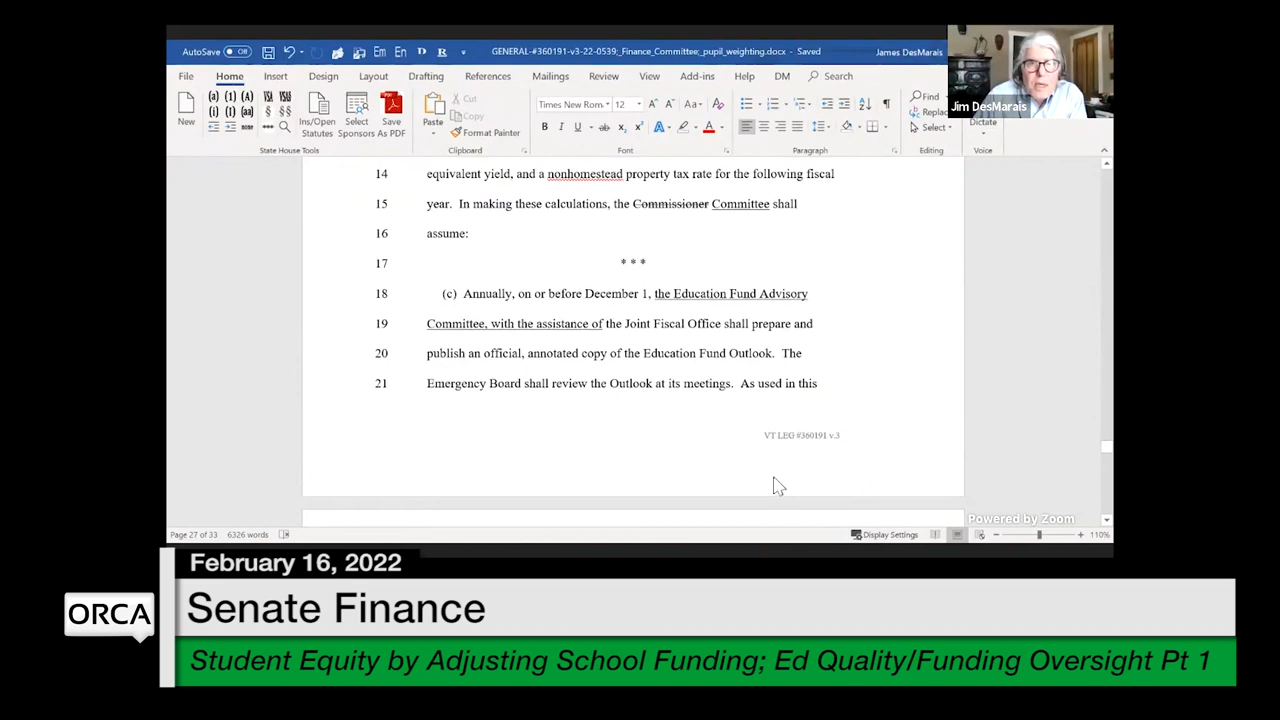 AutoSave Off GENERAL-#360191-v3-22-0539;_Finance_Committee;_pupil_weighting.docx - Saved James DesMarais
File Home Insert Design Layout Drafting References Mailings Review View Add-ins Help DM Search
New
Ins/Open Statutes
Select Sponsors
Save As PDF
State House Tools
Paste
Cut
Copy
Format Painter
Clipboard
Times New Rom 12
Font
Paragraph
Find
Select
Editing
Dictate
Voice
Jim DesMarais
14 equivalent yield, and a nonhomestead property tax rate for the following fiscal
15 year. In making these calculations, the Commissioner Committee shall
16 assume:
17 * * *
18 (c) Annually, on or before December 1, the Education Fund Advisory
19 Committee, with the assistance of the Joint Fiscal Office shall prepare and
20 publish an official, annotated copy of the Education Fund Outlook. The
21 Emergency Board shall review the Outlook at its meetings. As used in this
VT LEG #360191 v.3
Powered by Zoom
Page 27 of 33 6326 words Display Settings 110%
February 16, 2022
ORCA
Senate Finance
Student Equity by Adjusting School Funding; Ed Quality/Funding Oversight Pt 1